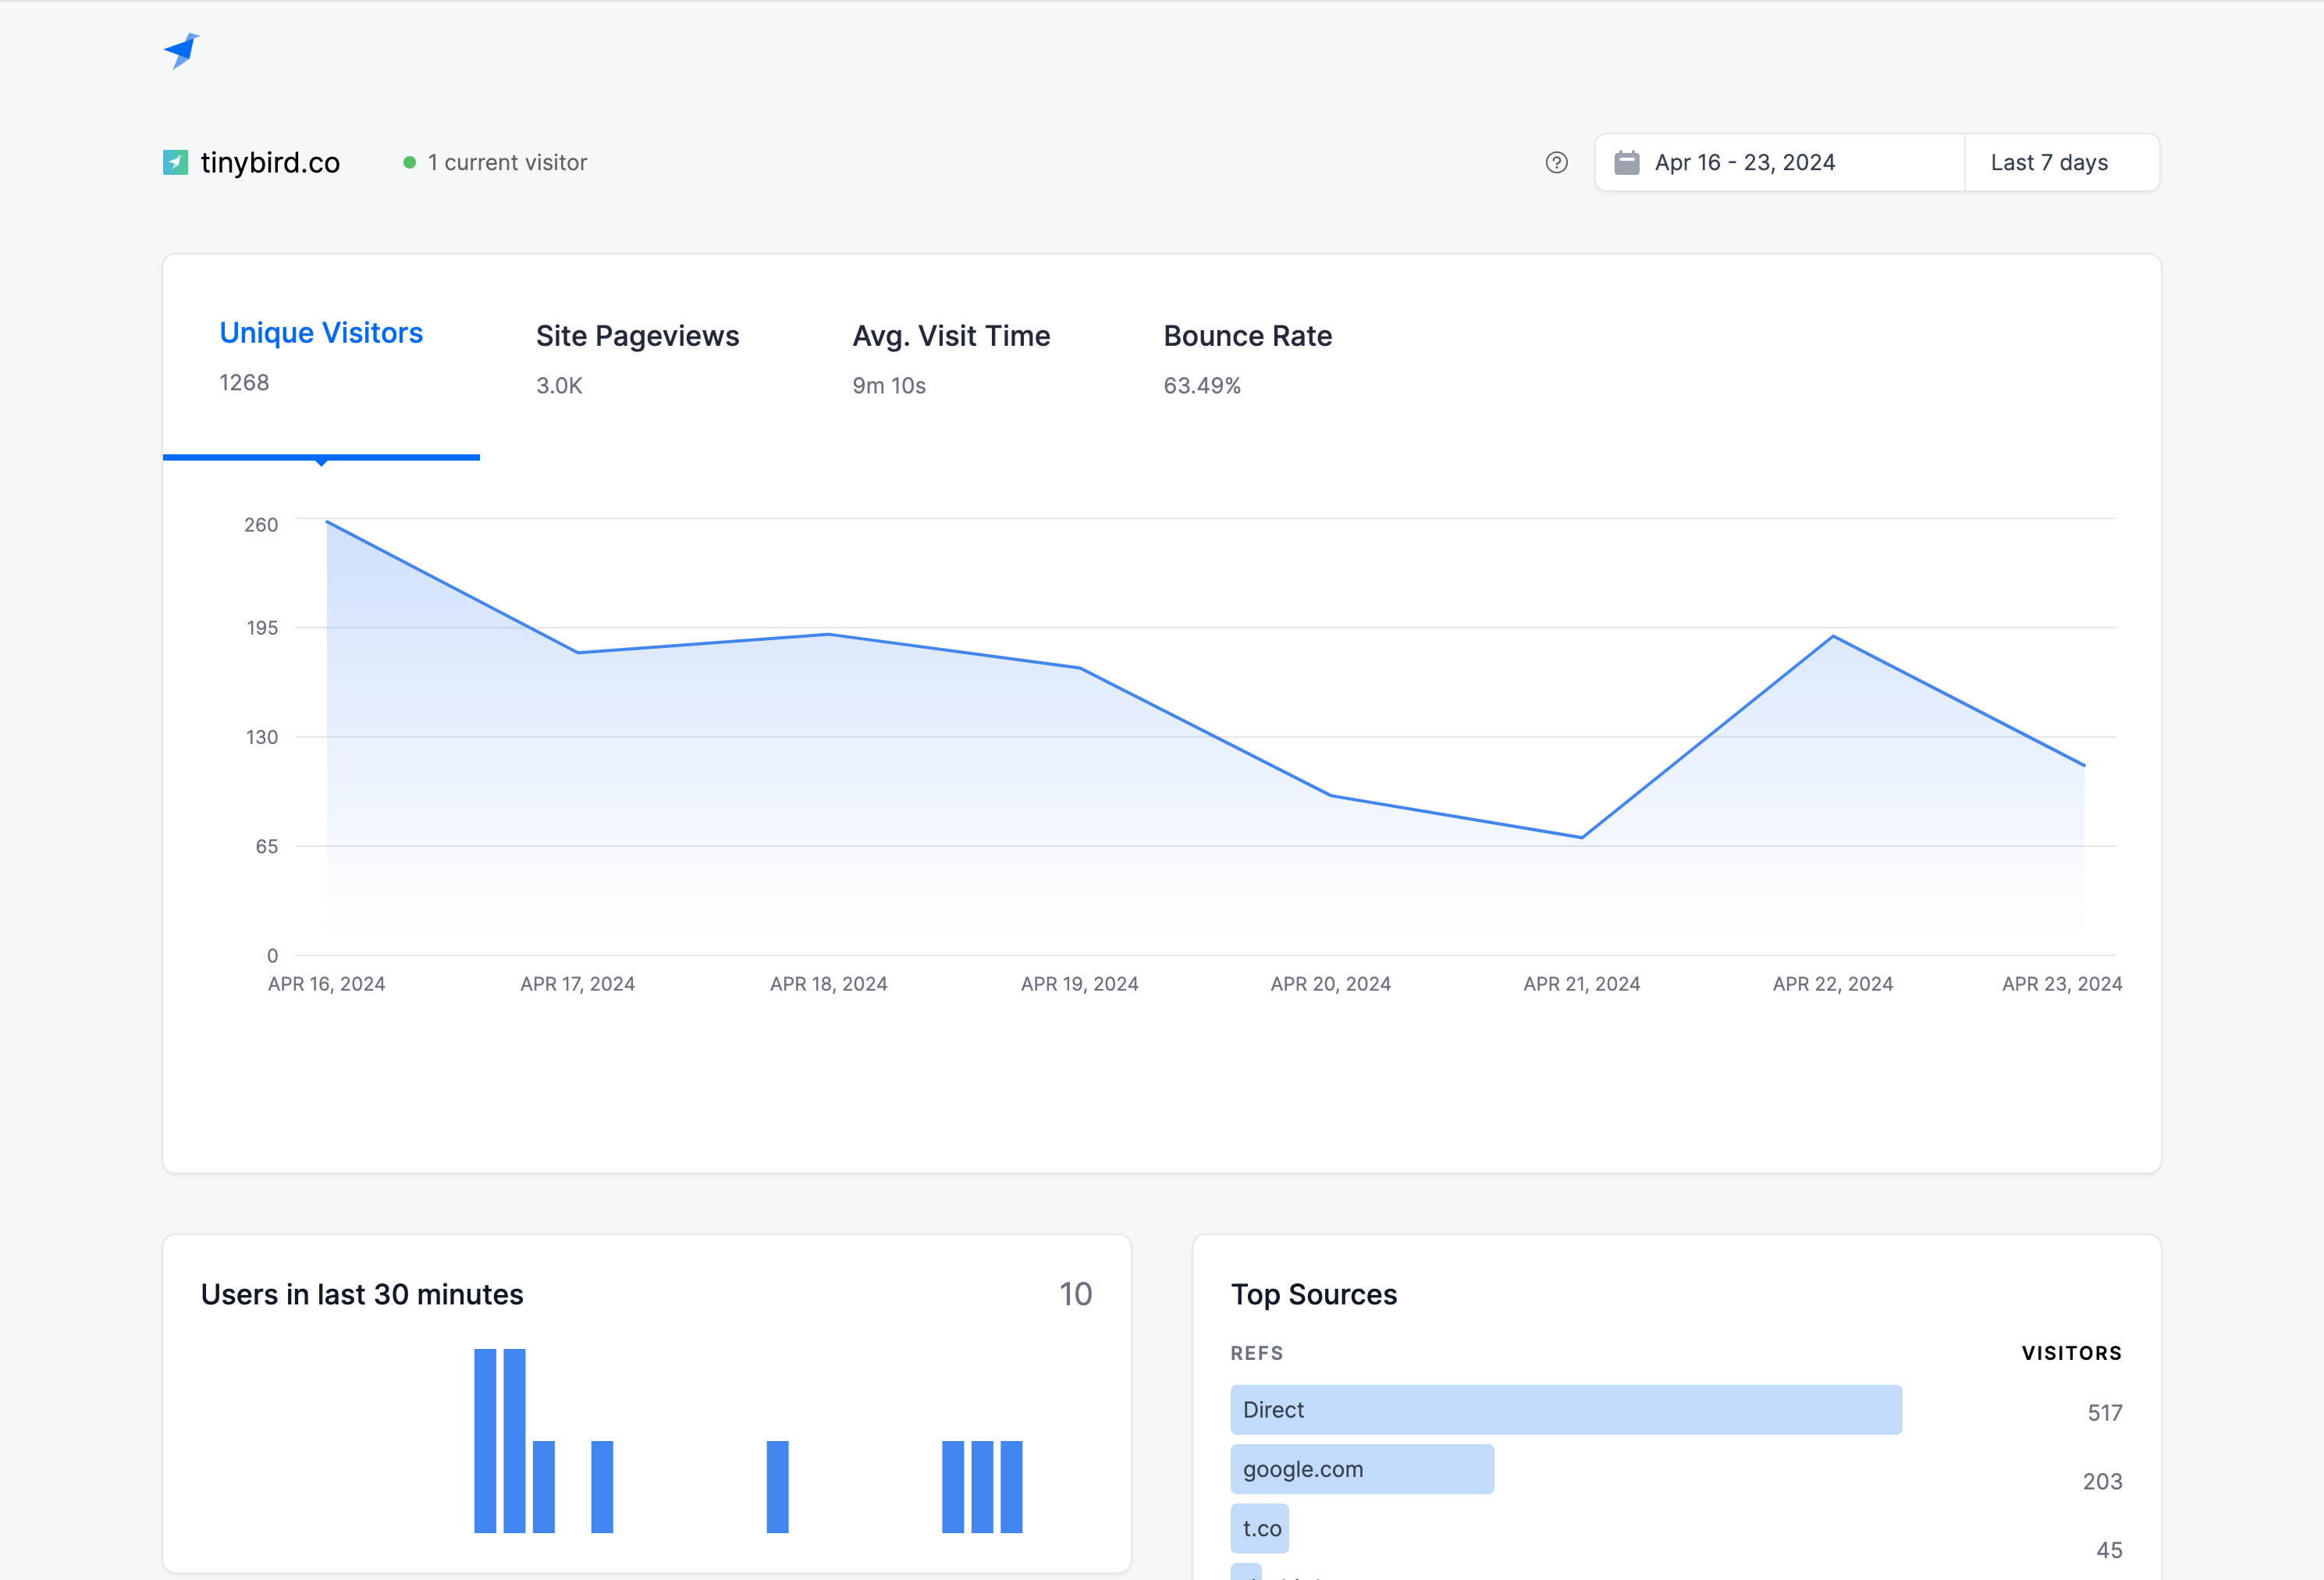 tinybird.co
1 current visitor
Apr 16 - 23, 2024
Last 7 days
Unique Visitors
1268
Site Pageviews
3.0K
Avg. Visit Time
9m 10s
Bounce Rate
63.49%
260
195
130
65
0
APR 16, 2024
APR 17, 2024
APR 18, 2024
APR 19, 2024
APR 20, 2024
APR 21, 2024
APR 22, 2024
APR 23, 2024
Users in last 30 minutes
10
Top Sources
REFS
VISITORS
Direct
517
google.com
203
t.co
45